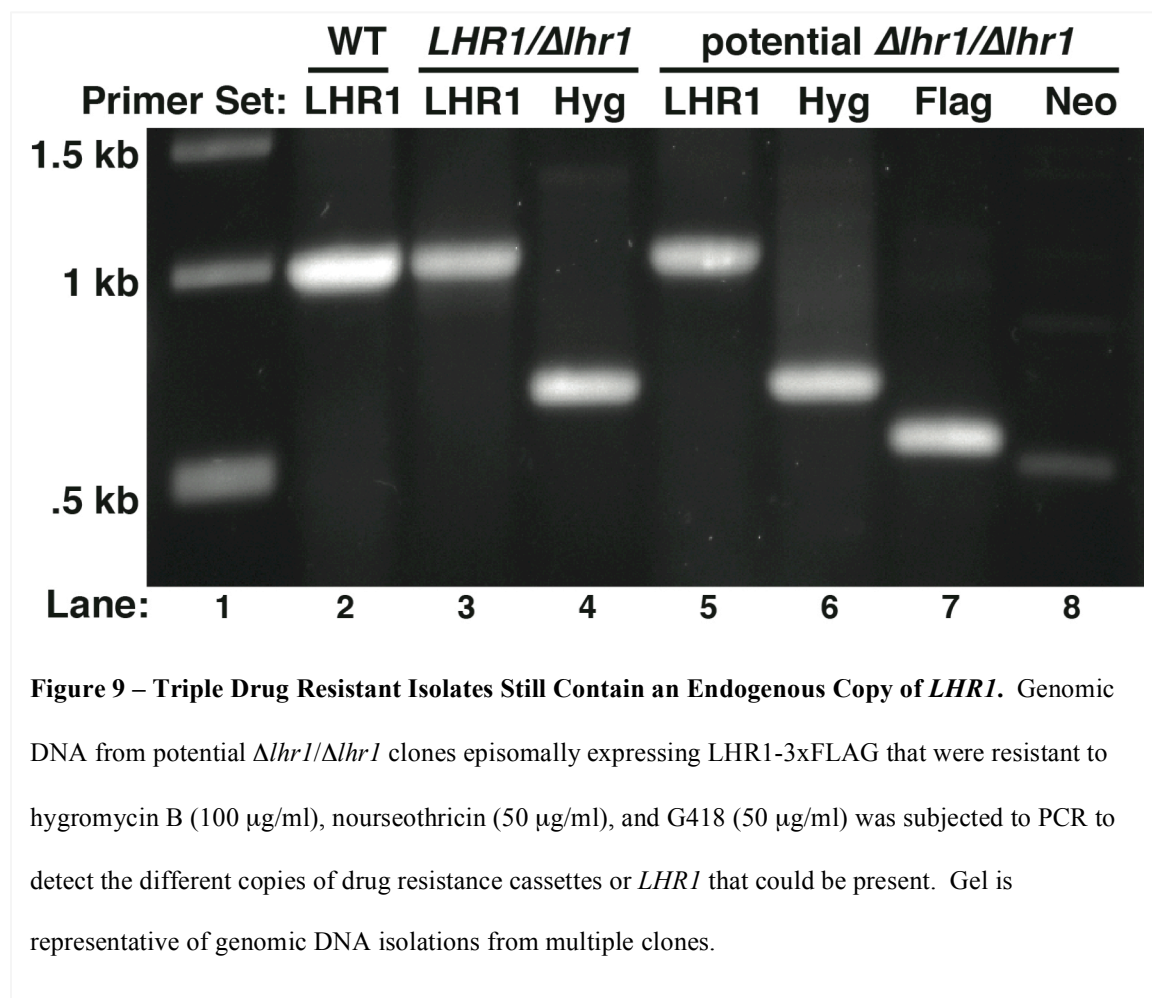 WT LHR1/Δlhr1 potential Δlhr1/Δlhr1
Primer Set: LHR1 LHR1 Hyg LHR1 Hyg Flag Neo
1.5 kb
1 kb
.5 kb
Lane: 1 2 3 4 5 6 7 8
Figure 9 – Triple Drug Resistant Isolates Still Contain an Endogenous Copy of LHR1. Genomic
DNA from potential Δlhr1/Δlhr1 clones episomally expressing LHR1-3xFLAG that were resistant to
hygromycin B (100 μg/ml), nourseothricin (50 μg/ml), and G418 (50 μg/ml) was subjected to PCR to
detect the different copies of drug resistance cassettes or LHR1 that could be present. Gel is
representative of genomic DNA isolations from multiple clones.